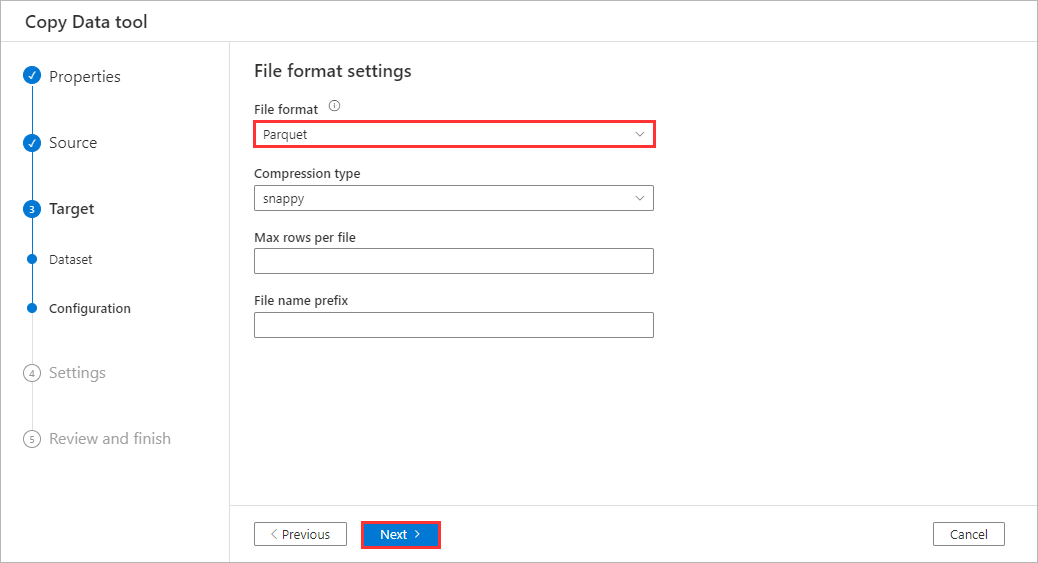 Copy Data tool
Properties
Source
3 Target
Dataset
Configuration
4 Settings
5 Review and finish
File format settings
File format
Parquet
Compression type
snappy
Max rows per file
File name prefix
Previous
Next
Cancel